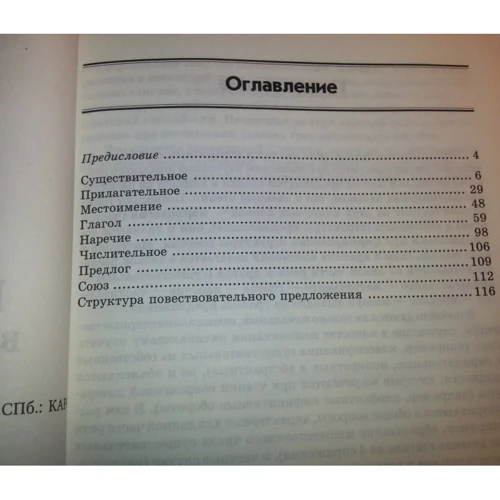 Оглавление
Предисловие 4
Существительное 6
Прилагательное 29
Местоимение 48
Глагол 59
Наречие 98
Числительное 106
Предлог 109
Союз 112
Структура повествовательного предложения 116
СПб.: КАР